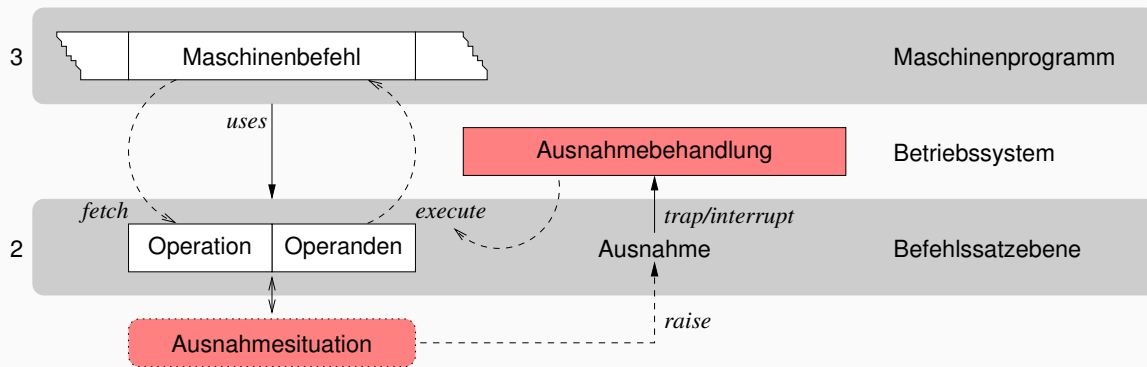 3
Maschinenbefehl
Maschinenprogramm
uses
Ausnahmebehandlung
Betriebssystem
fetch
execute
trap/interrupt
2
Operation
Operanden
Ausnahme
Befehlssatzebene
raise
Ausnahmesituation